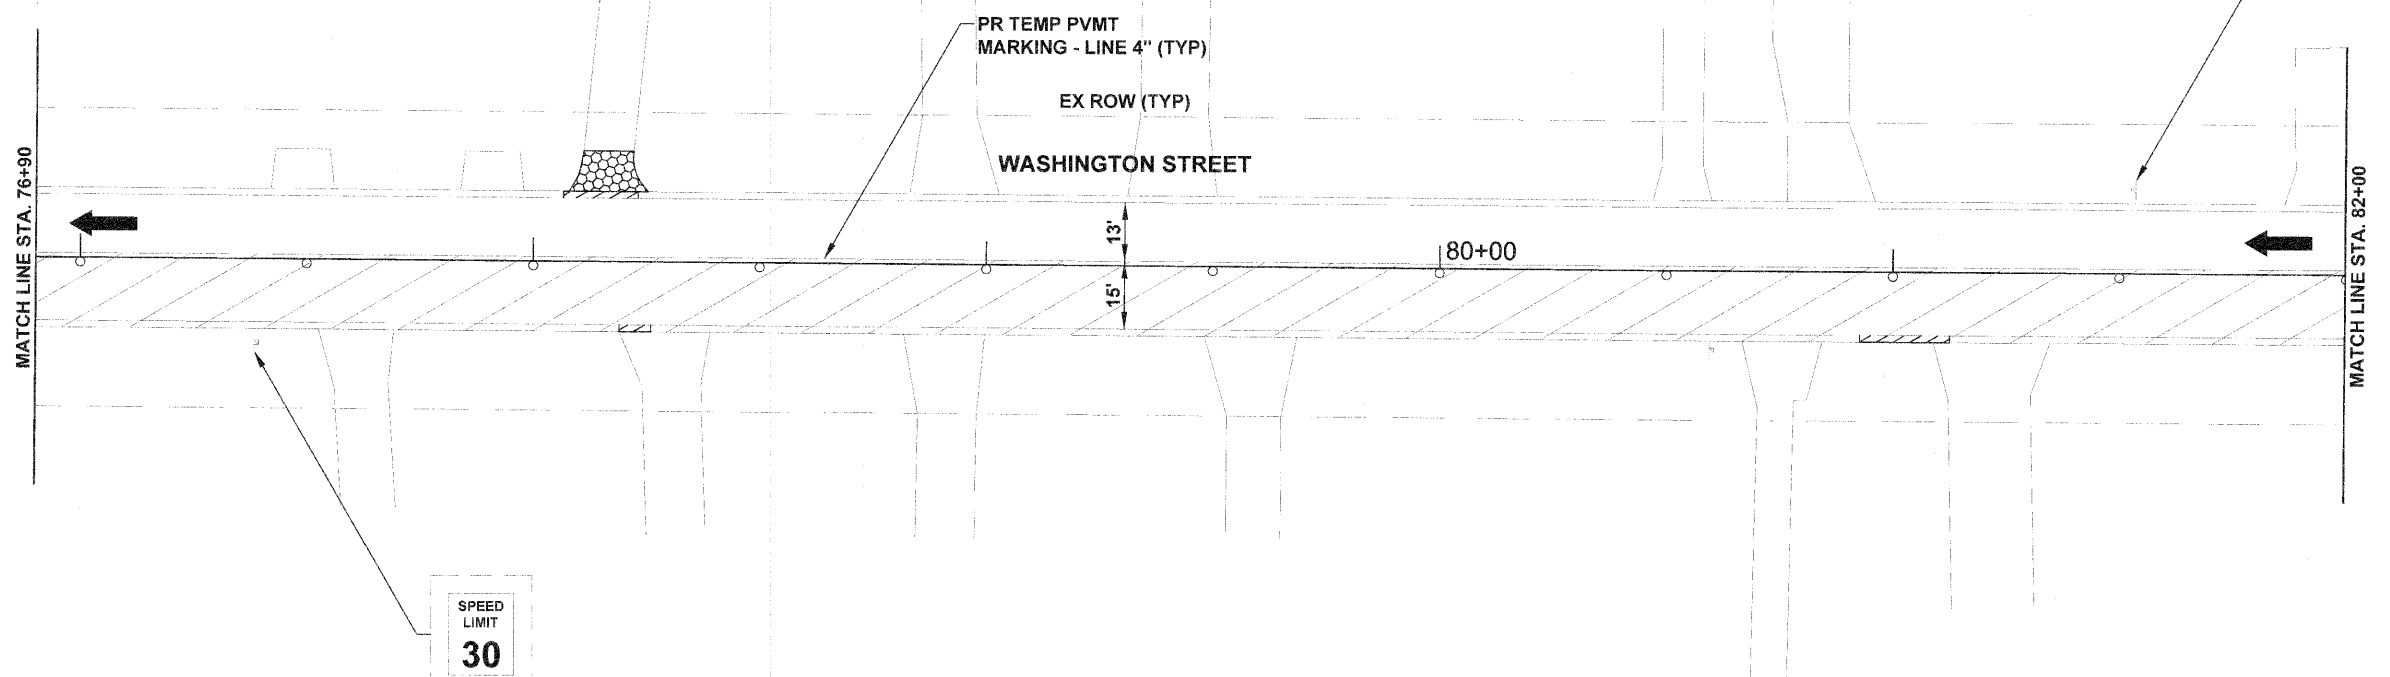 PR TEMP PVMT
MARKING - LINE 4" (TYP)
EX ROW (TYP)
WASHINGTON STREET
MATCH LINE STA. 76+90
13'
80+00
15'
MATCH LINE STA. 82+00
SPEED
LIMIT
30